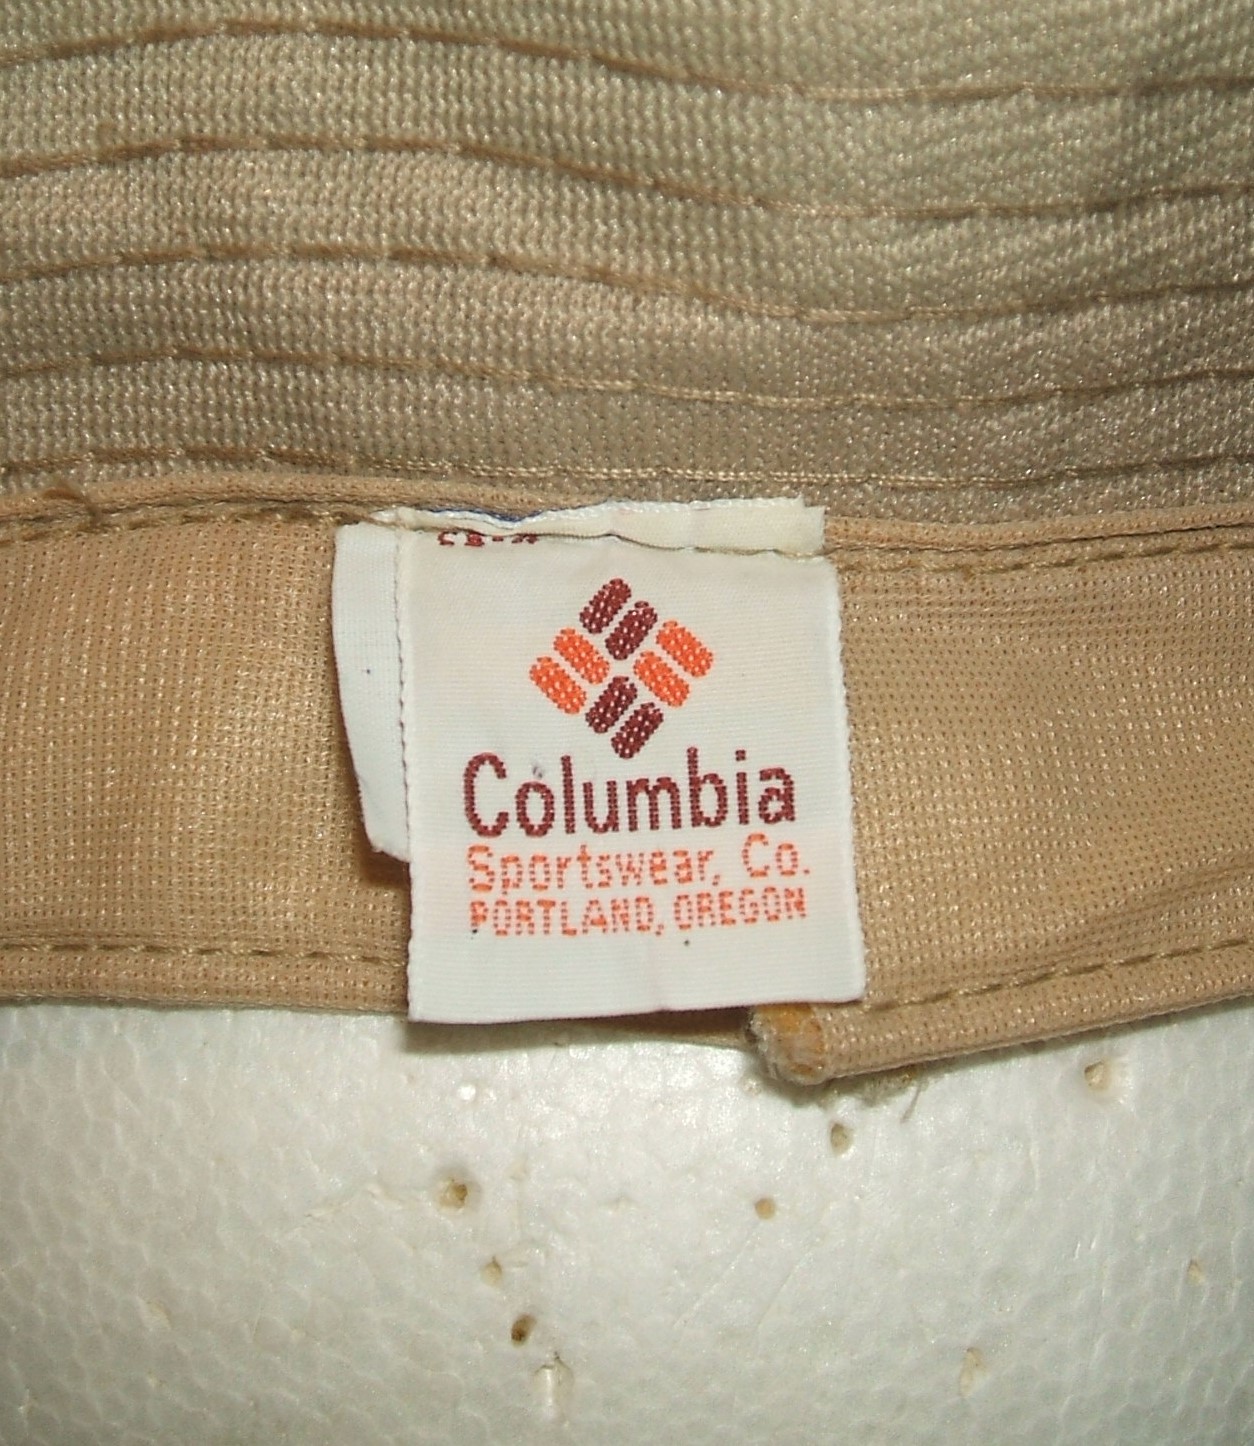 Columbia
Sportswear, Co.
PORTLAND, OREGON